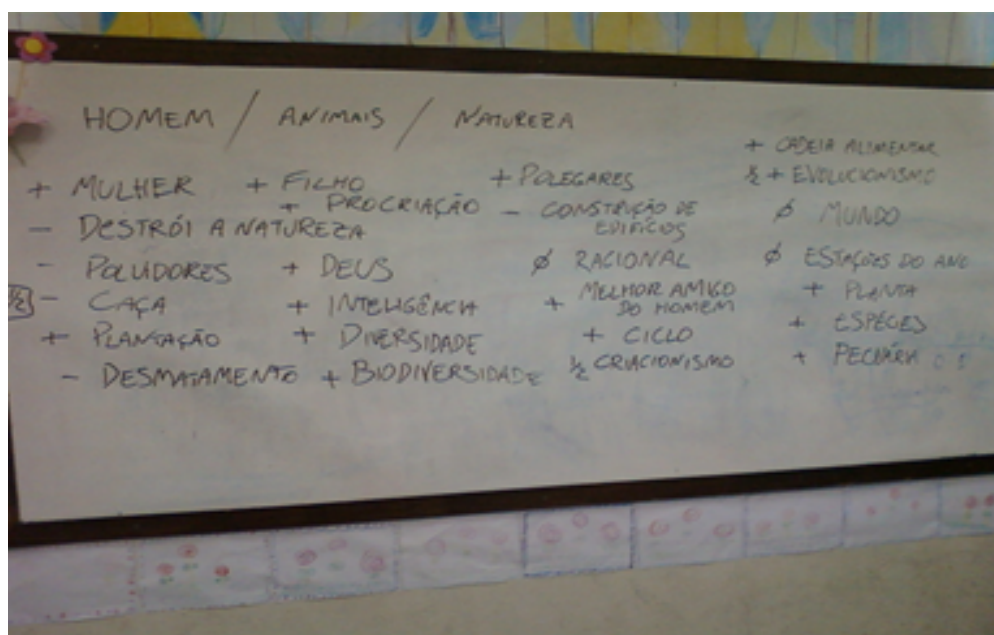 HOMEM / ANIMAIS / NATUREZA
+ MULHER
- DESTRÓI A NATUREZA
- POLUIDORES
½ - CAÇA
+ PLANTAÇÃO
- DESMATAMENTO
+ FILHO
+ PROCRIAÇÃO
+ DEUS
+ INTELIGÊNCIA
+ DIVERSIDADE
+ BIODIVERSIDADE
+ POLEGARES
- CONSTRUÇÃO DE
EDIFÍCIOS
ø RACIONAL
+ MELHOR AMIGO
DO HOMEM
+ CICLO
½ CRIACIONISMO
+ CADEIA ALIMENTAR
½ + EVOLUCIONISMO
ø MUNDO
ø ESTAÇÕES DO ANO
+ PLANTA
+ ESPÉCIES
+ PECUÁRIA